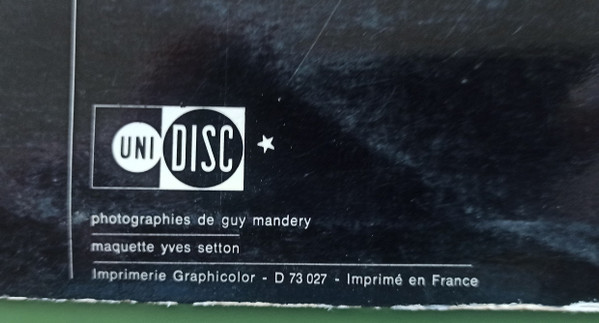 UNI DISC
photographies de guy mandery
maquette yves setton
Imprimerie Graphicolor - D 73 027 - Imprimé en France